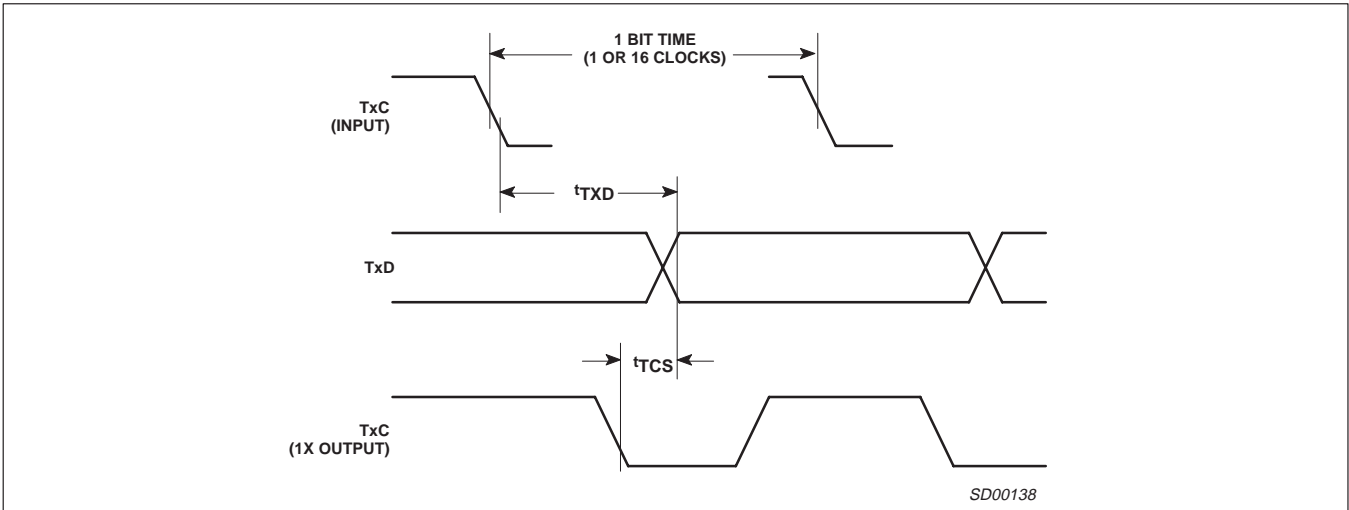 1 BIT TIME
(1 OR 16 CLOCKS)
TxC
(INPUT)
tTXD
TxD
tTCS
TxC
(1X OUTPUT)
SD00138